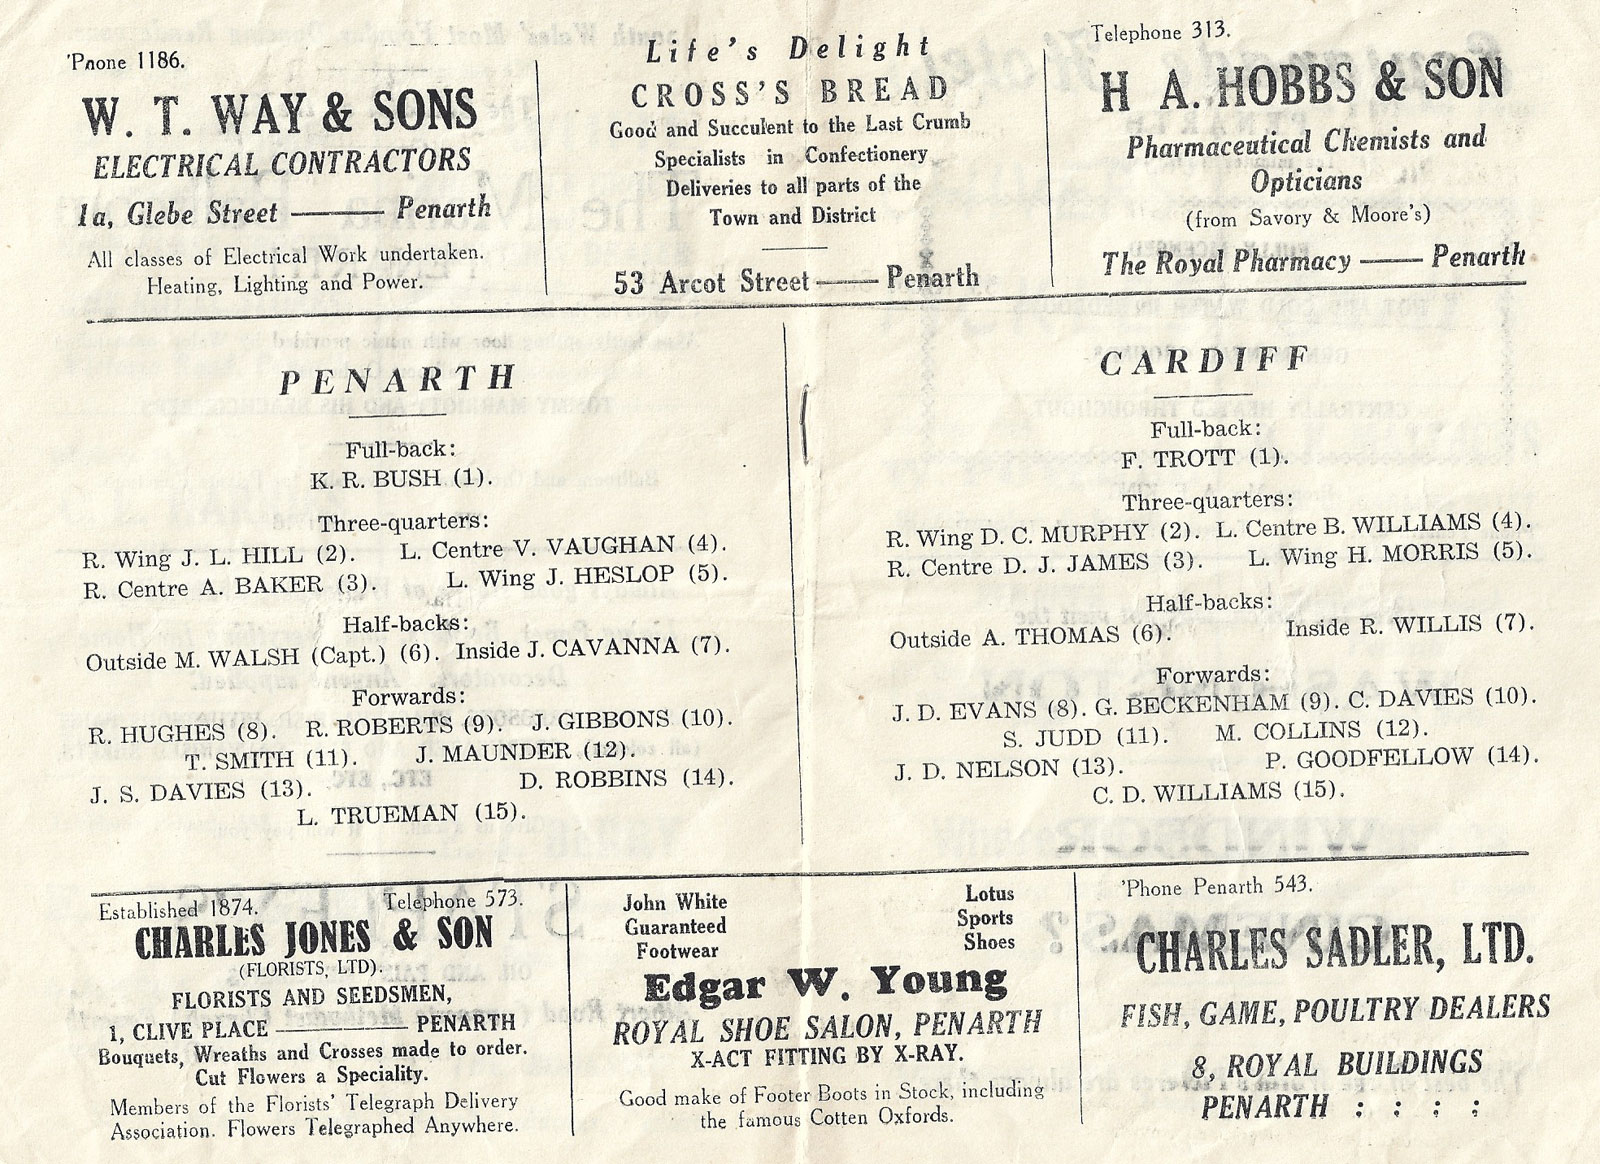 'Pnone 1186.
W. T. WAY & SONS
ELECTRICAL CONTRACTORS
1a, Glebe Street ——— Penarth
All classes of Electrical Work undertaken.
Heating, Lighting and Power.
Life's Delight
CROSS'S BREAD
Good and Succulent to the Last Crumb
Specialists in Confectionery
Deliveries to all parts of the
Town and District
53 Arcot Street —— Penarth
Telephone 313.
H A. HOBBS & SON
Pharmaceutical Chemists and
Opticians
(from Savory & Moore's)
The Royal Pharmacy —— Penarth
PENARTH
Full-back:
K. R. BUSH (1).
Three-quarters:
R. Wing J. L. HILL (2). L. Centre V. VAUGHAN (4).
R. Centre A. BAKER (3). L. Wing J. HESLOP (5).
Half-backs:
Outside M. WALSH (Capt.) (6). Inside J. CAVANNA (7).
Forwards:
R. HUGHES (8). R. ROBERTS (9). J. GIBBONS (10).
T. SMITH (11). J. MAUNDER (12).
J. S. DAVIES (13). D. ROBBINS (14).
L. TRUEMAN (15).
CARDIFF
Full-back:
F. TROTT (1).
Three-quarters:
R. Wing D. C. MURPHY (2). L. Centre B. WILLIAMS (4).
R. Centre D. J. JAMES (3). L. Wing H. MORRIS (5).
Half-backs:
Outside A. THOMAS (6). Inside R. WILLIS (7).
Forwards:
J. D. EVANS (8). G. BECKENHAM (9). C. DAVIES (10).
S. JUDD (11). M. COLLINS (12).
J. D. NELSON (13). P. GOODFELLOW (14).
C. D. WILLIAMS (15).
Established 1874. Telephone 573.
CHARLES JONES & SON
(FLORISTS, LTD).
FLORISTS AND SEEDSMEN,
1, CLIVE PLACE ——— PENARTH
Bouquets, Wreaths and Crosses made to order.
Cut Flowers a Speciality.
Members of the Florists' Telegraph Delivery
Association. Flowers Telegraphed Anywhere.
John White
Guaranteed
Footwear
Lotus
Sports
Shoes
Edgar W. Young
ROYAL SHOE SALON, PENARTH
X-ACT FITTING BY X-RAY.
Good make of Footer Boots in Stock, including
the famous Cotten Oxfords.
'Phone Penarth 543.
CHARLES SADLER, LTD.
FISH, GAME, POULTRY DEALERS
8, ROYAL BUILDINGS
PENARTH : : : :